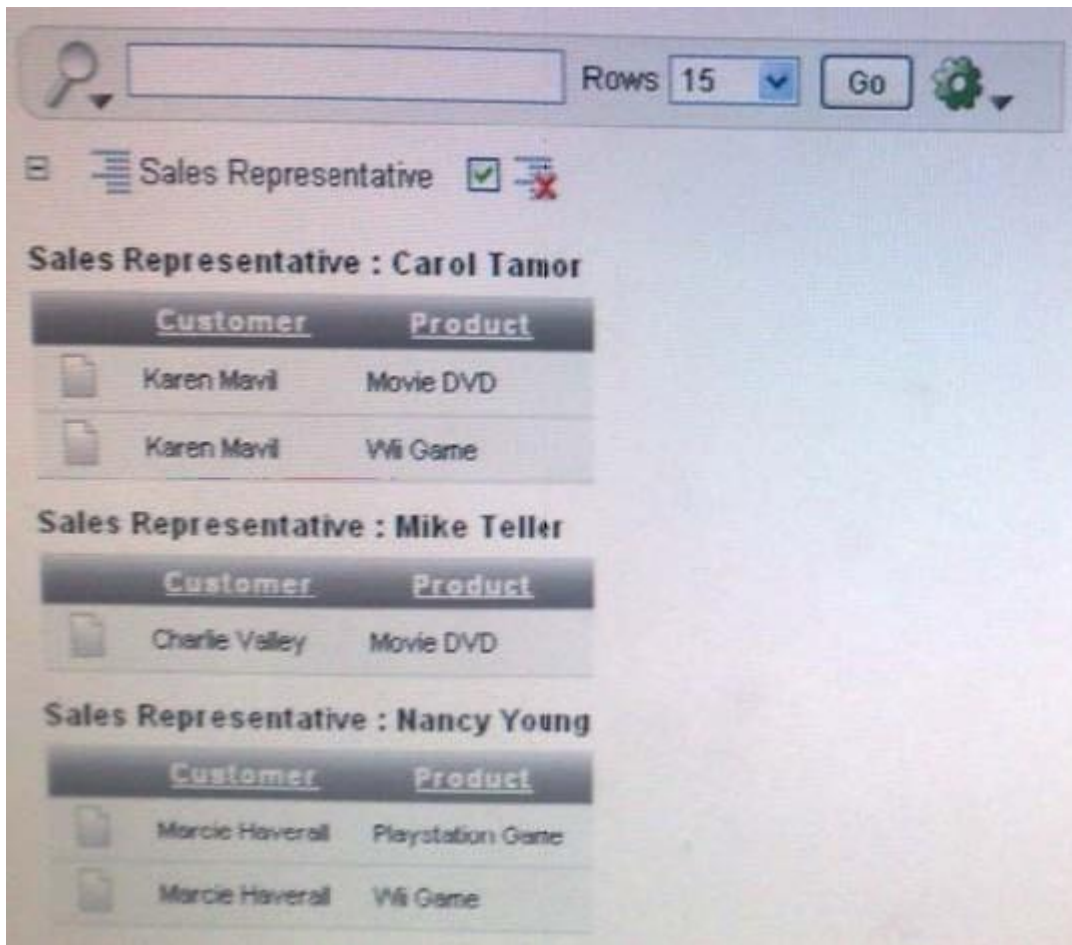 Rows 15 Go
Sales Representative
Sales Representative : Carol Tamor
Customer Product
Karen Mavil Movie DVD
Karen Mavil Wii Game
Sales Representative : Mike Teller
Customer Product
Charlie Valley Movie DVD
Sales Representative : Nancy Young
Customer Product
Marcie Haverall Playstation Game
Marcie Haverall Wii Game